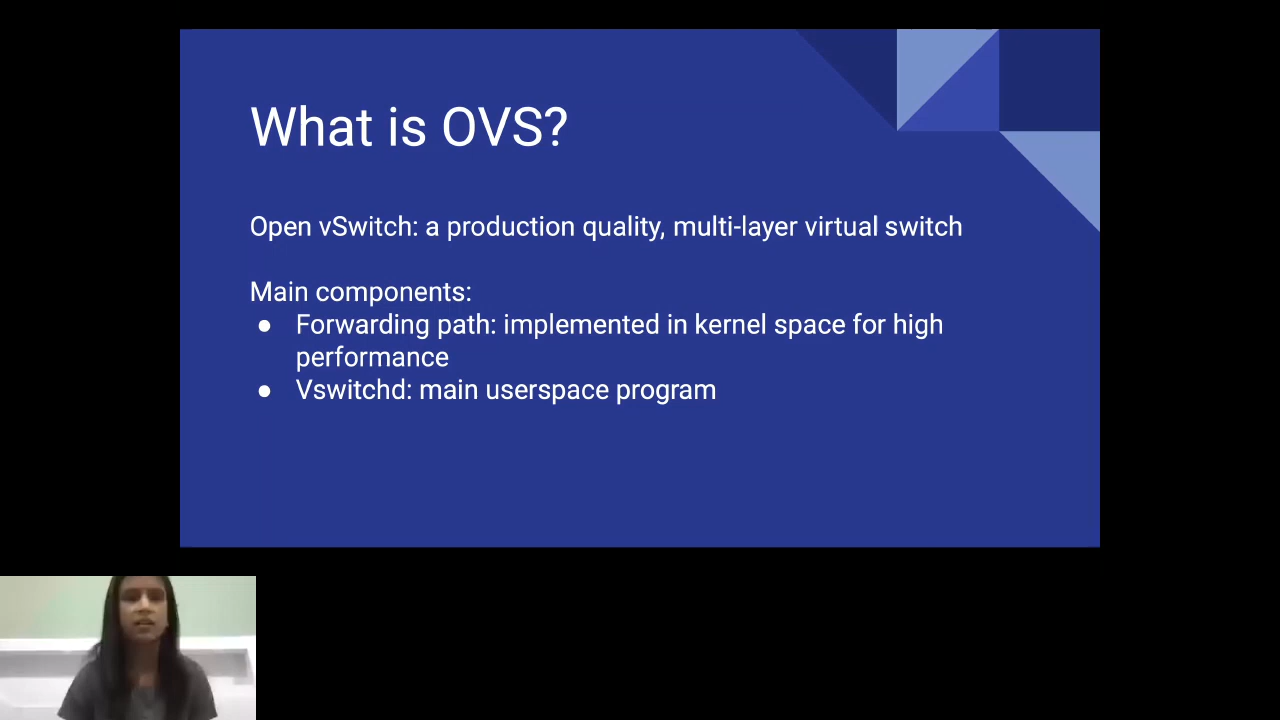 What is OVS?
Open vSwitch: a production quality, multi-layer virtual switch
Main components:
● Forwarding path: implemented in kernel space for high
performance
● Vswitchd: main userspace program